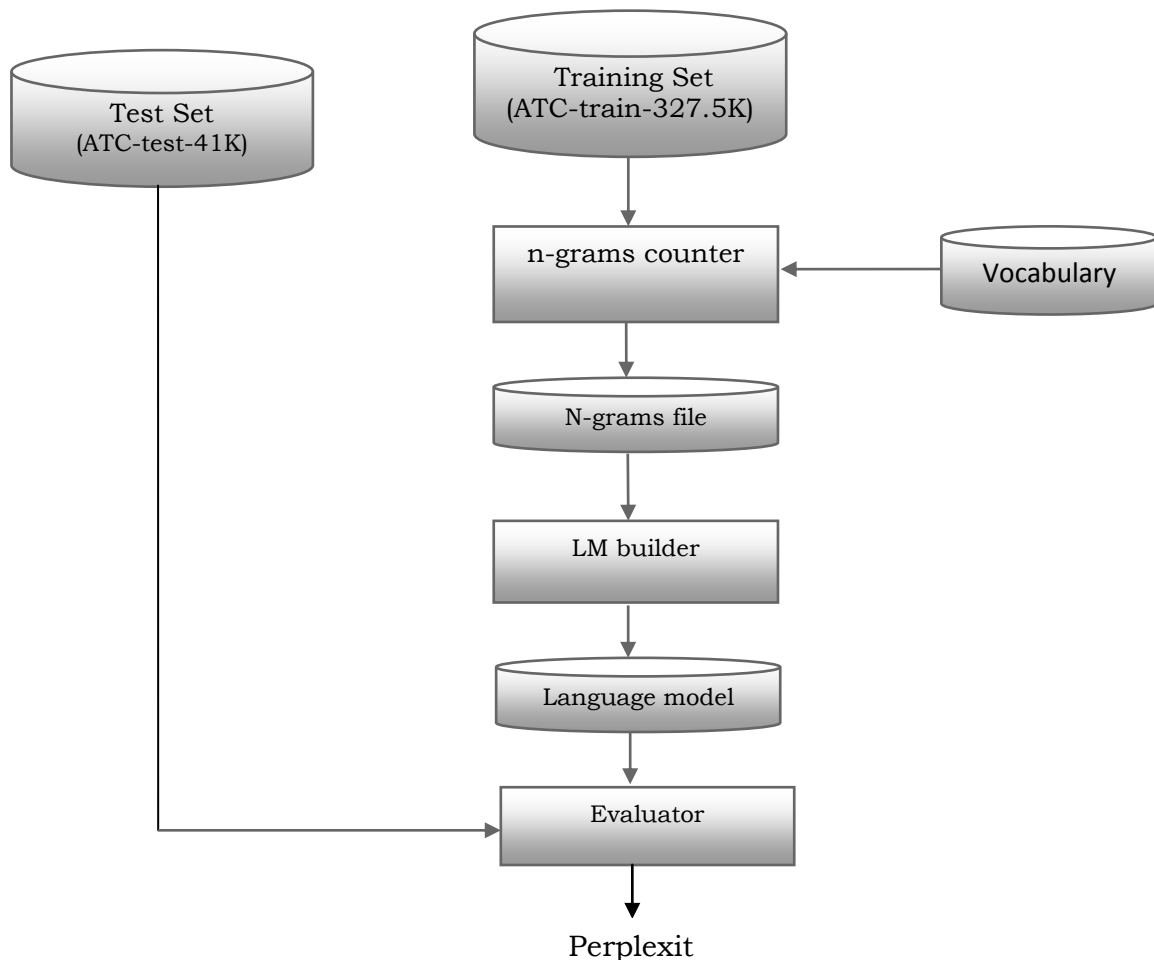 Training Set
(ATC-train-327.5K)
Test Set
(ATC-test-41K)
n-grams counter
Vocabulary
N-grams file
LM builder
Language model
Evaluator
Perplexit